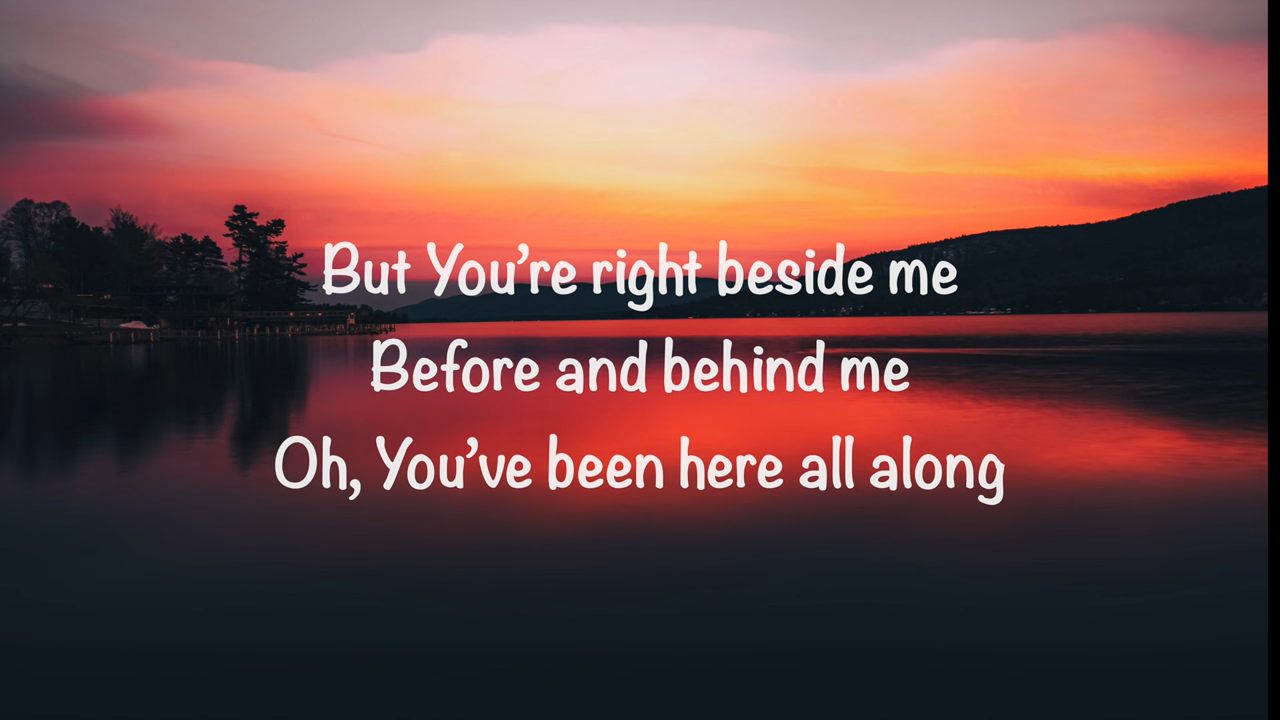 But You’re right beside me
Before and behind me
Oh, You’ve been here all along